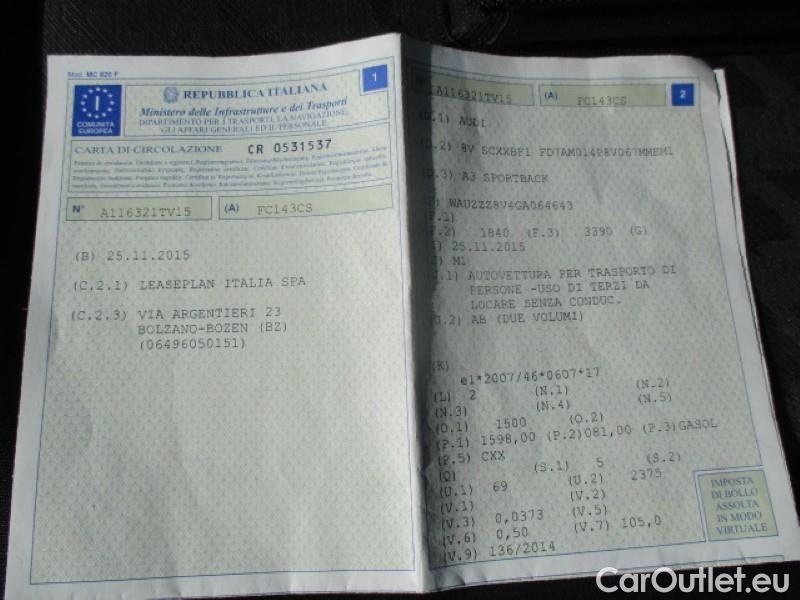 Mod. MC 820 F
1
I
COMUNITÀ
EUROPEA
REPUBBLICA ITALIANA
Ministero delle Infrastrutture e dei Trasporti
DIPARTIMENTO PER I TRASPORTI, LA NAVIGAZIONE,
GLI AFFARI GENERALI ED IL PERSONALE
CARTA DI CIRCOLAZIONE CR 0531537
N° A116321TV15 (A) FC143CS
(B) 25.11.2015
(C.2.1) LEASEPLAN ITALIA SPA
(C.2.3) VIA ARGENTIERI 23
BOLZANO-BOZEN (BZ)
(06496050151)
N° A116321TV15 (A) FC143CS
2
(D.1) AUDI
(D.2) 8V SCXXBF1 FD7AM014P8V067MMEM1
(D.3) A3 SPORTBACK
(E) WAUZZZ8V4GA064643
(F.1)
(F.2) 1840 (F.3) 3390 (G)
(I) 25.11.2015
(J) M1
(J.1) AUTOVETTURA PER TRASPORTO DI
PERSONE -USO DI TERZI DA
LOCARE SENZA CONDUC.
(J.2) AB (DUE VOLUMI)
(K)
e1*2007/46*0607*17
(L) 2 (N.1) (N.2)
(N.3) (N.4) (N.5)
(O.1) 1500 (O.2)
(P.1) 1598,00 (P.2)081,00 (P.3)GASOL
(P.5) CXX
(Q) (S.1) 5 (S.2)
(U.1) 69 (U.2) 2375
(V.1) (V.2)
(V.3) 0,0373 (V.5)
(V.6) 0,50 (V.7) 105,0
(V.9) 136/2014
IMPOSTA
DI BOLLO
ASSOLTA
IN MODO
VIRTUALE
CarOutlet.eu